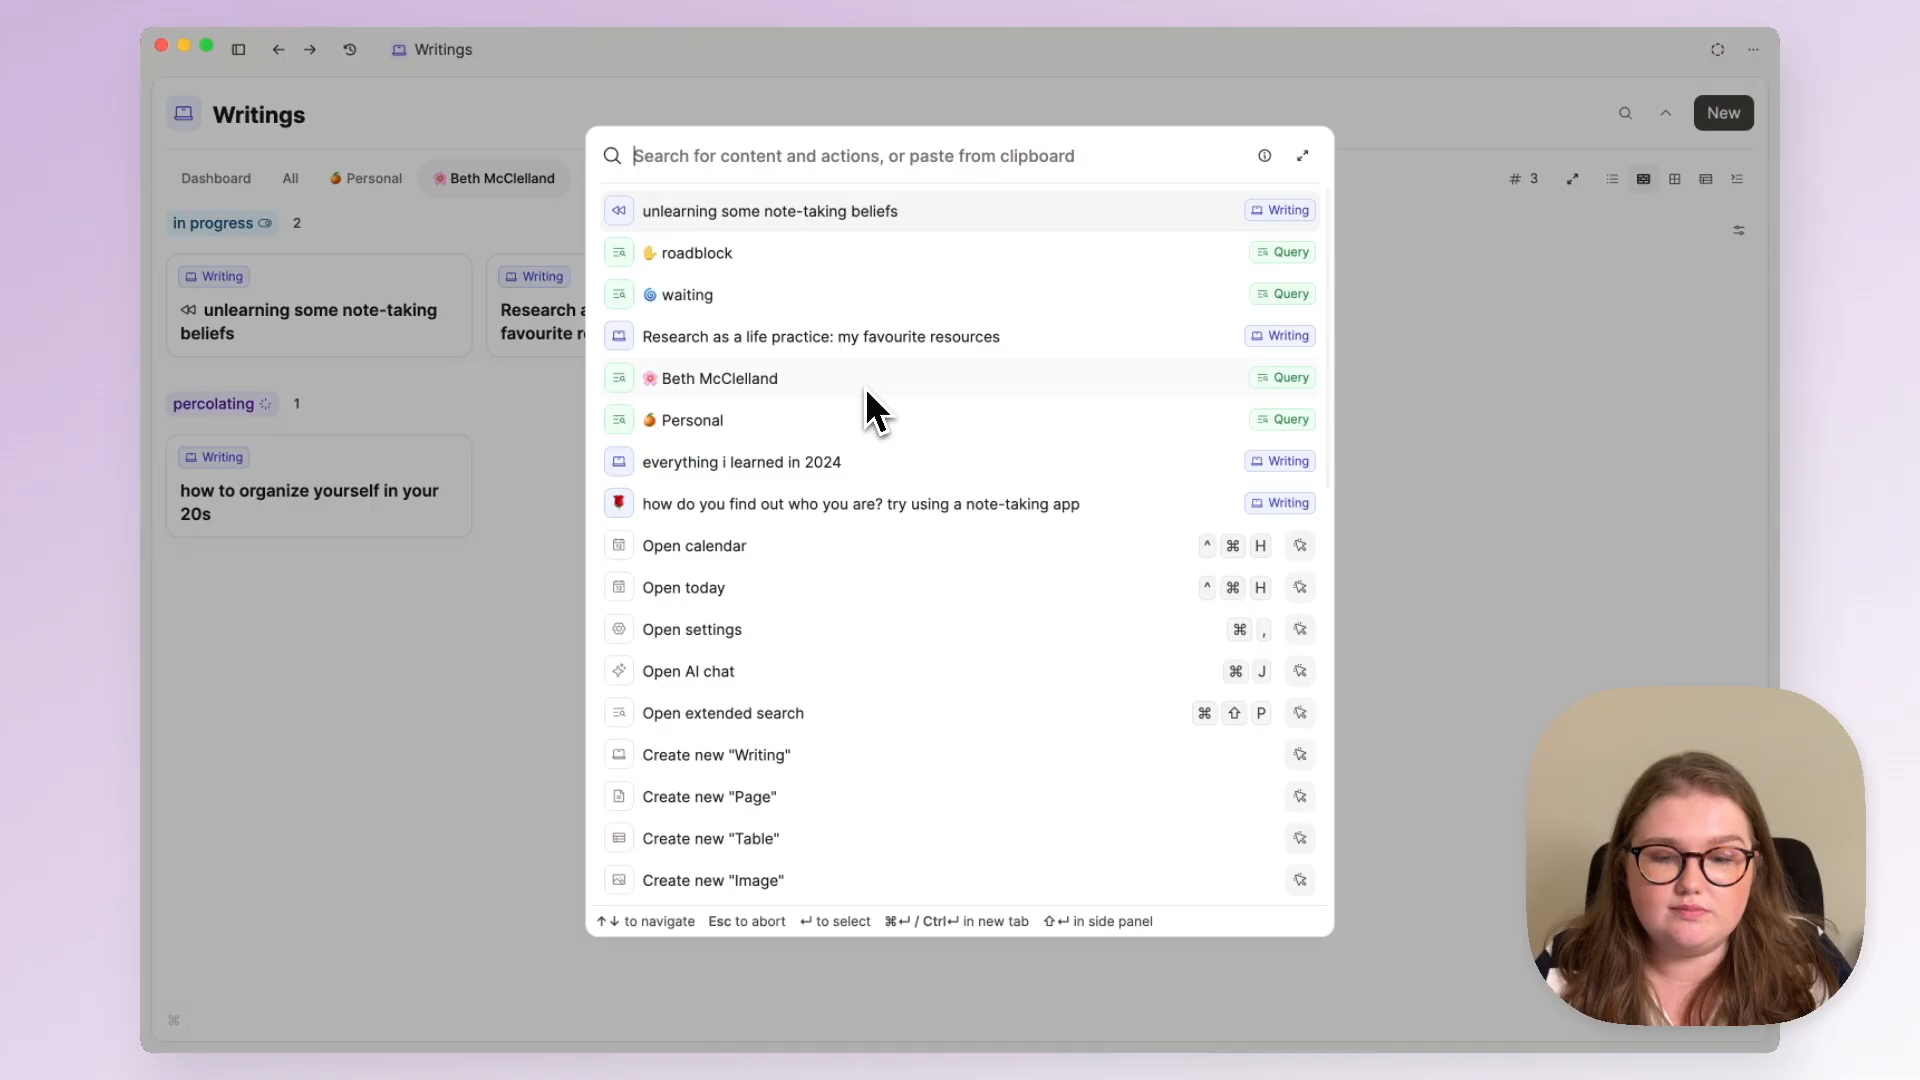 Writings
Writings
New
Dashboard
All
Personal
Beth McClelland
# 3
in progress 2
Writing
unlearning some note-taking
beliefs
Writing
Research a
favourite r
percolating 1
Writing
how to organize yourself in your
20s
Search for content and actions, or paste from clipboard
unlearning some note-taking beliefs Writing
roadblock Query
waiting Query
Research as a life practice: my favourite resources Writing
Beth McClelland Query
Personal Query
everything i learned in 2024 Writing
how do you find out who you are? try using a note-taking app Writing
Open calendar ^ ⌘ H
Open today ^ ⌘ H
Open settings ⌘ ,
Open AI chat ⌘ J
Open extended search ⌘ ⇧ P
Create new "Writing"
Create new "Page"
Create new "Table"
Create new "Image"
↑↓ to navigate Esc to abort ↵ to select ⌘↵ / Ctrl↵ in new tab ⇧↵ in side panel
⌘